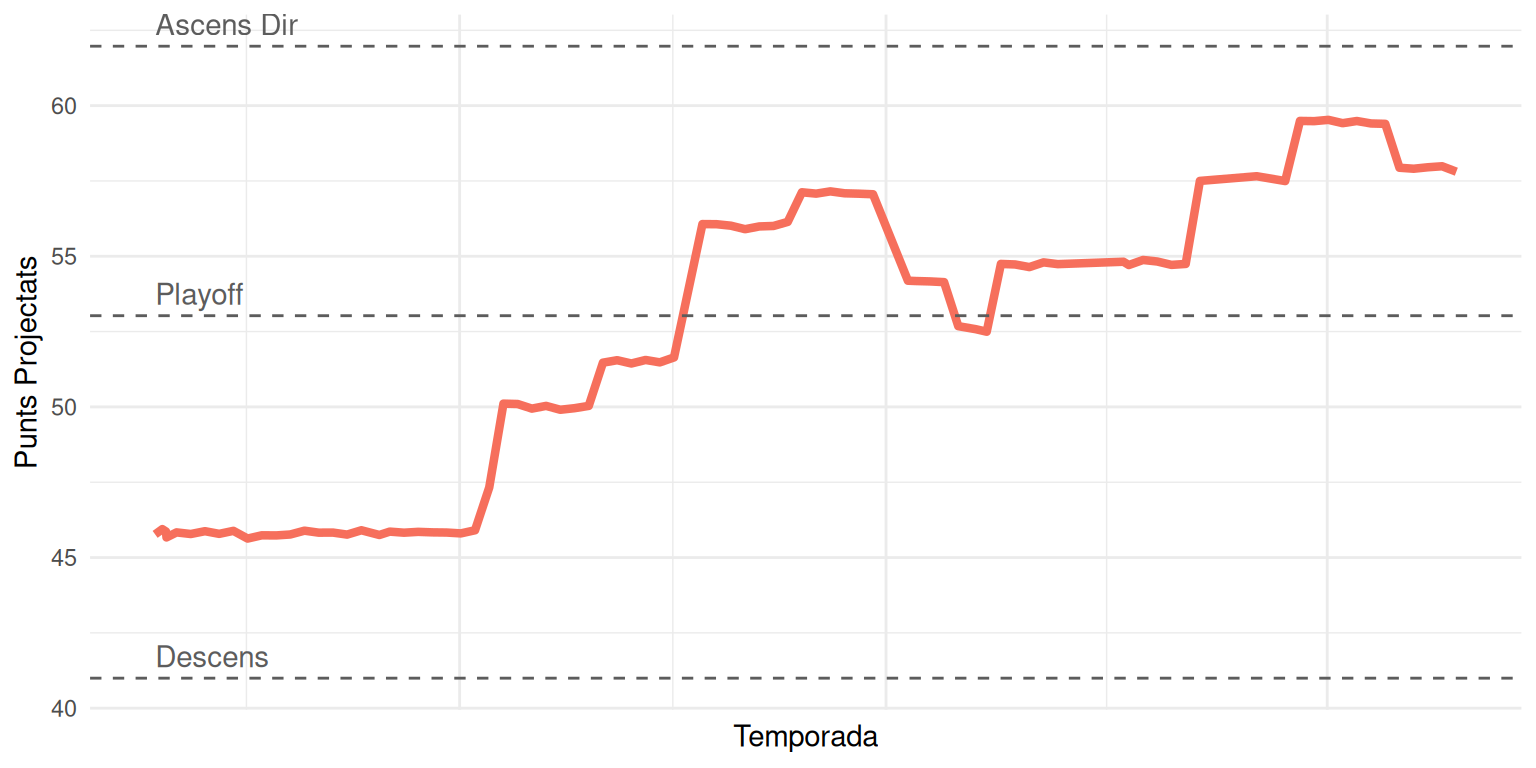 Ascens Dir
60
55
Playoff
50
45
Descens
40
Punts Projectats
Temporada